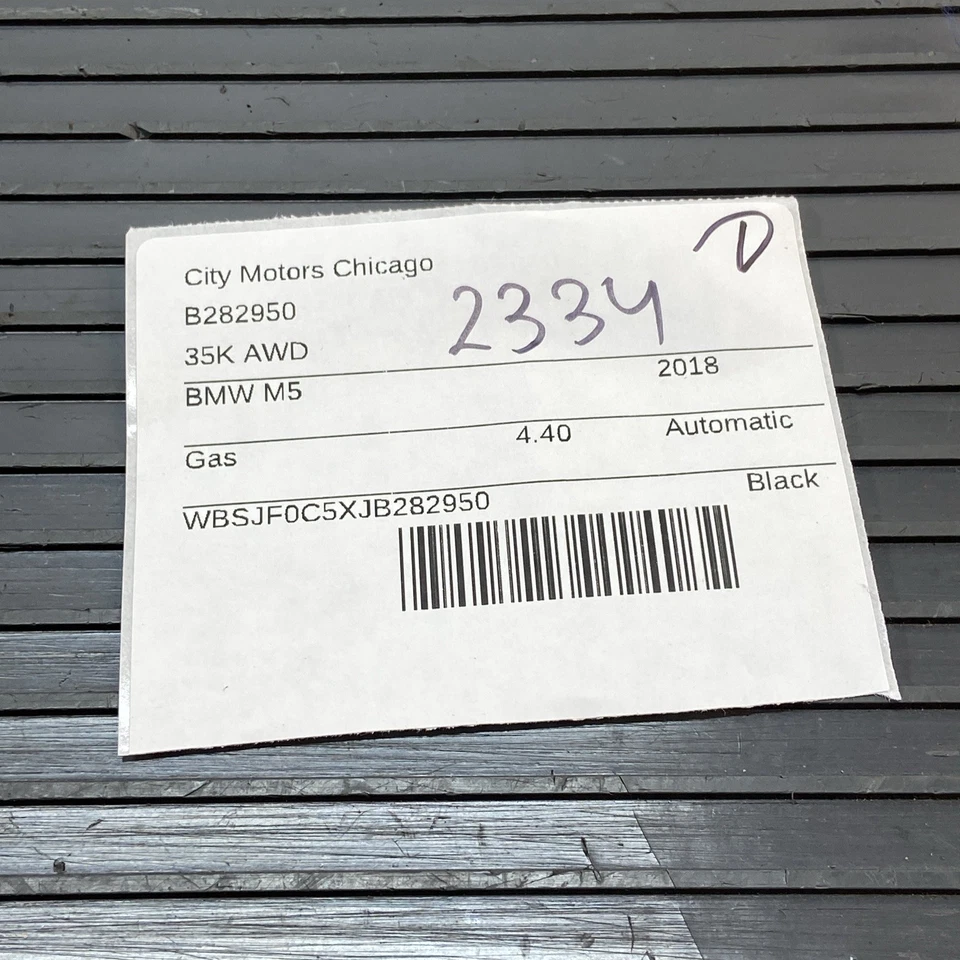 D
City Motors Chicago
B282950
2334
35K AWD
BMW M5 2018
Gas 4.40 Automatic
WBSJF0C5XJB282950 Black